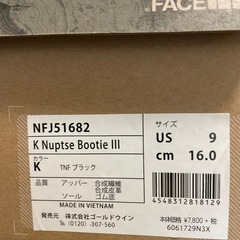 FACE
NFJ51682
K Nuptse Bootie III
カラー
K TNF ブラック
サイズ
US 9
cm 16.0
品質 アッパー 合成繊維
合成皮革
ソール ゴム底
MADE IN VIETNAM
発売元 株式会社ゴールドウイン
TEL (0120)-307-560
4548312818129
本体価格 ¥7,800+税
6061729N3X